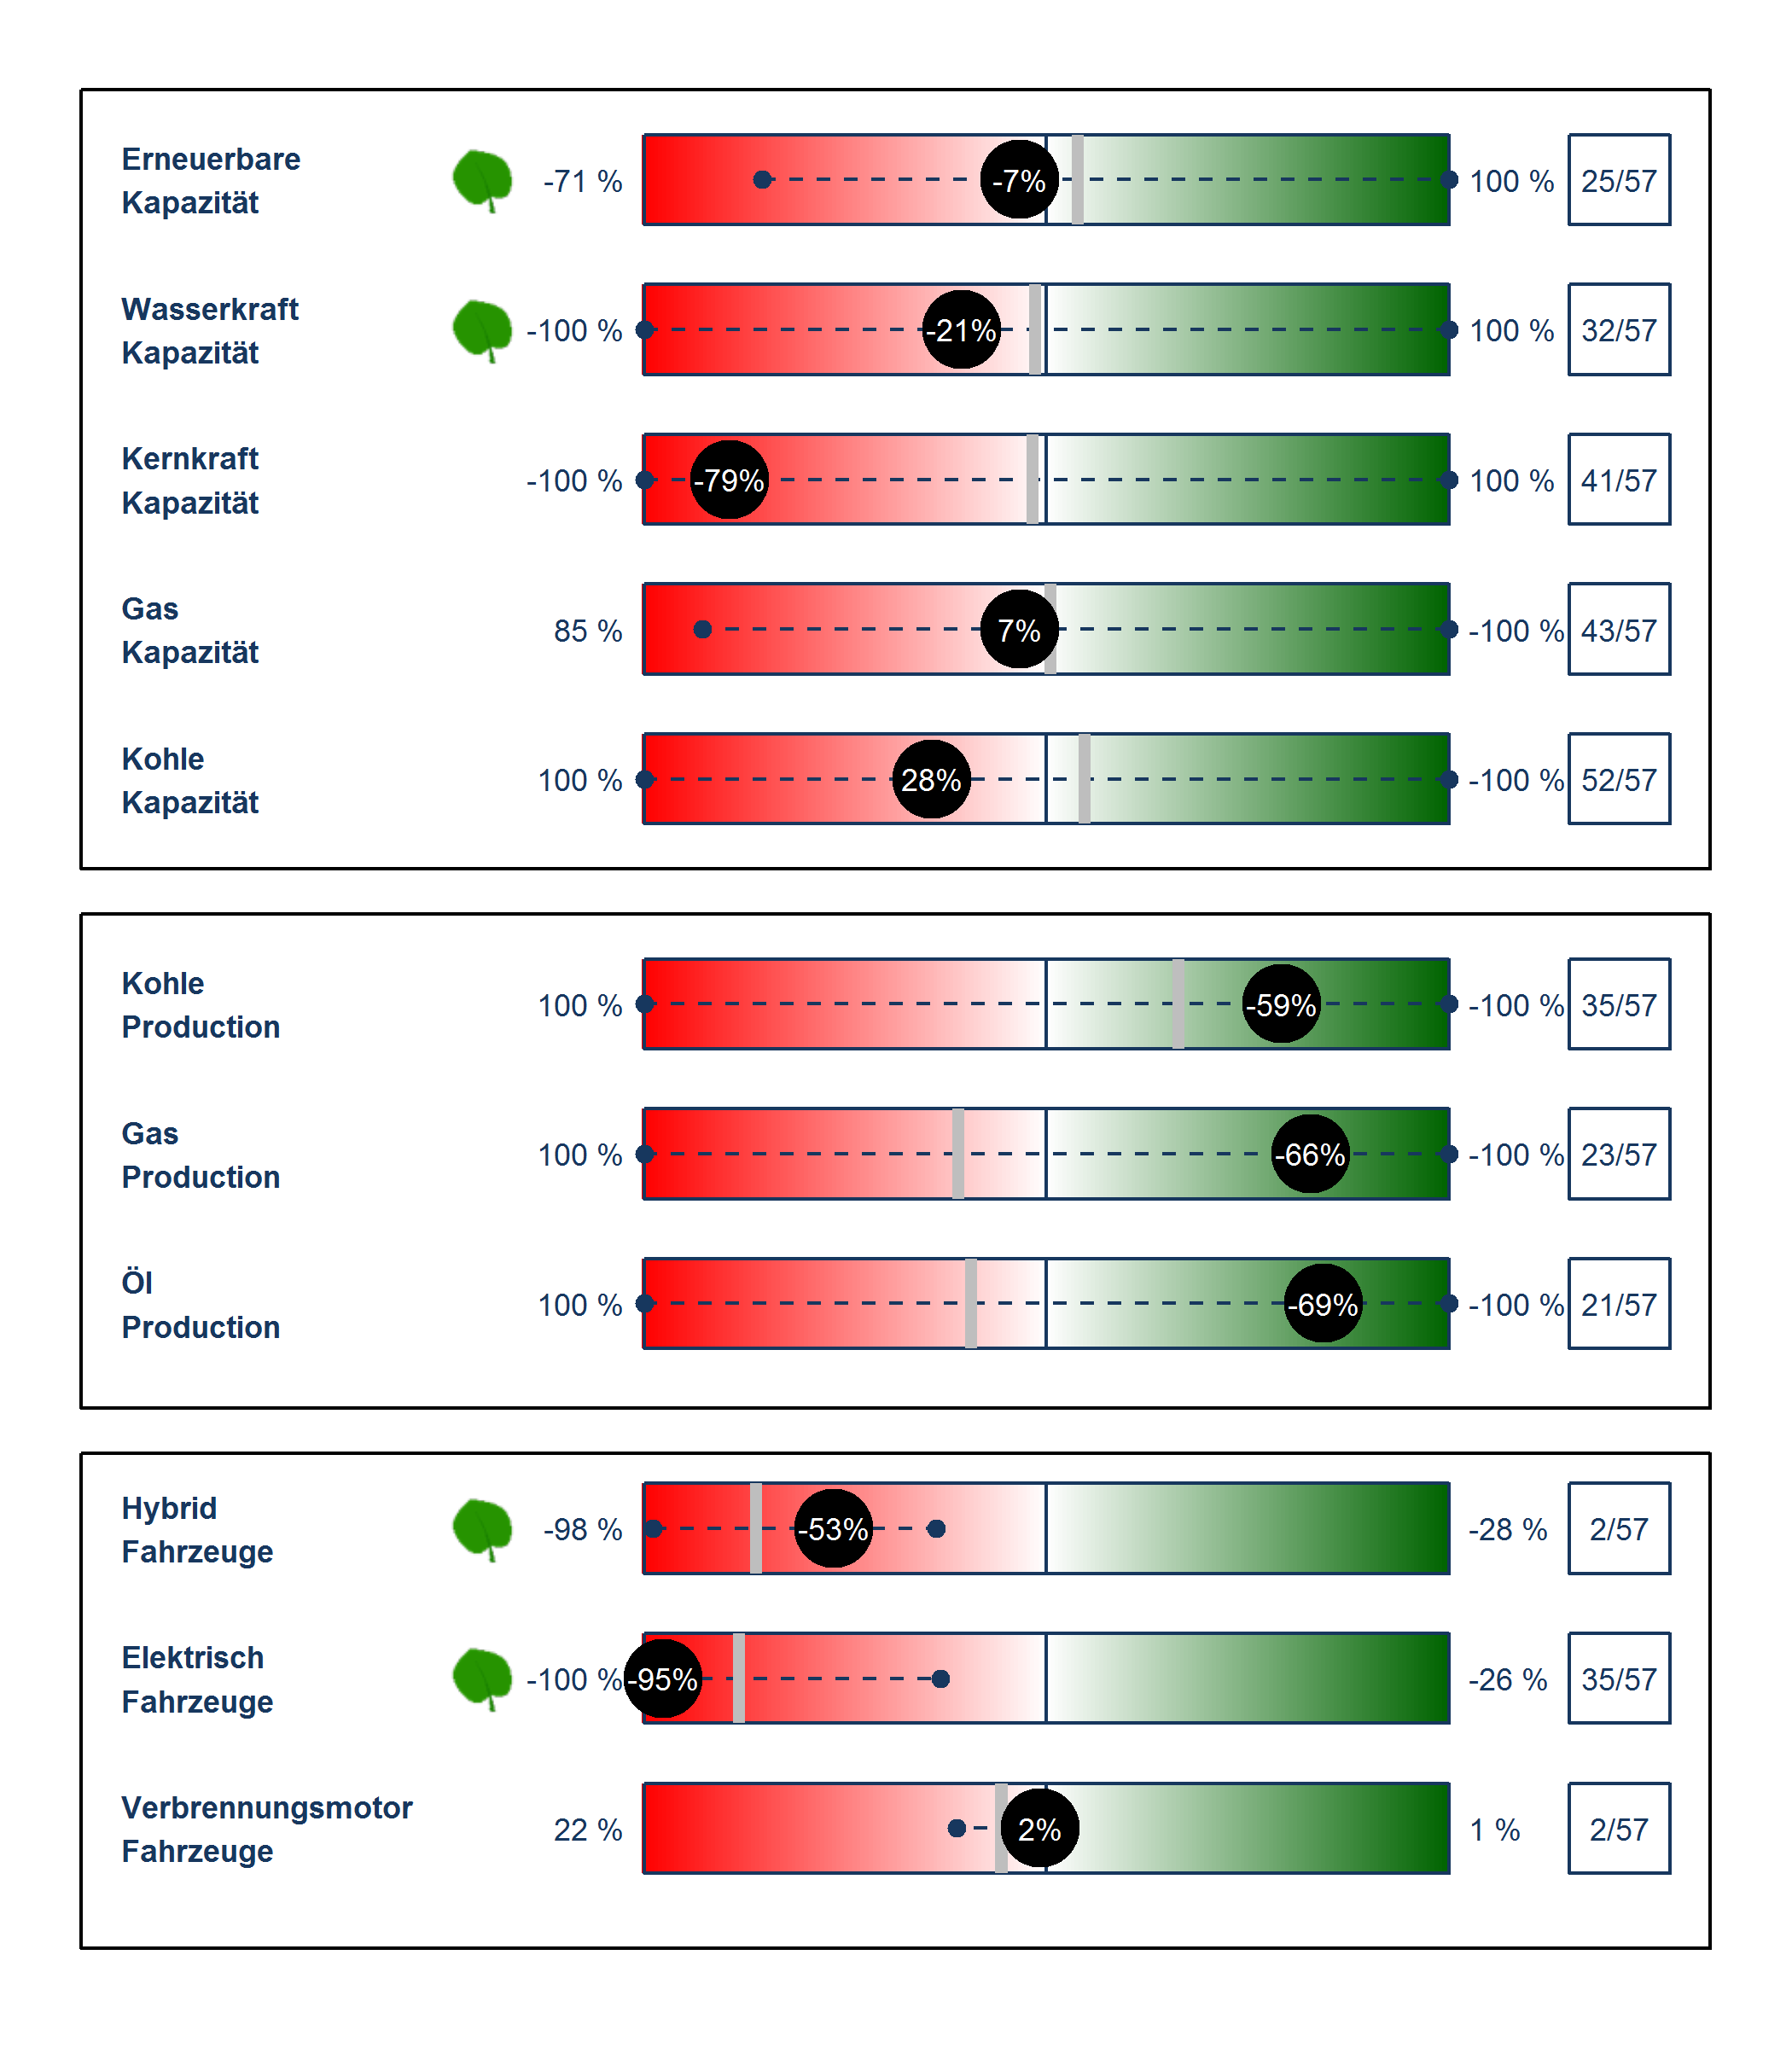 Erneuerbare
Kapazität
-71 %
-7%
100 %
25/57
Wasserkraft
Kapazität
-100 %
-21%
100 %
32/57
Kernkraft
Kapazität
-100 %
-79%
100 %
41/57
Gas
Kapazität
85 %
7%
-100 %
43/57
Kohle
Kapazität
100 %
28%
-100 %
52/57
Kohle
Production
100 %
-59%
-100 %
35/57
Gas
Production
100 %
-66%
-100 %
23/57
Öl
Production
100 %
-69%
-100 %
21/57
Hybrid
Fahrzeuge
-98 %
-53%
-28 %
2/57
Elektrisch
Fahrzeuge
-100 %
-95%
-26 %
35/57
Verbrennungsmotor
Fahrzeuge
22 %
2%
1 %
2/57